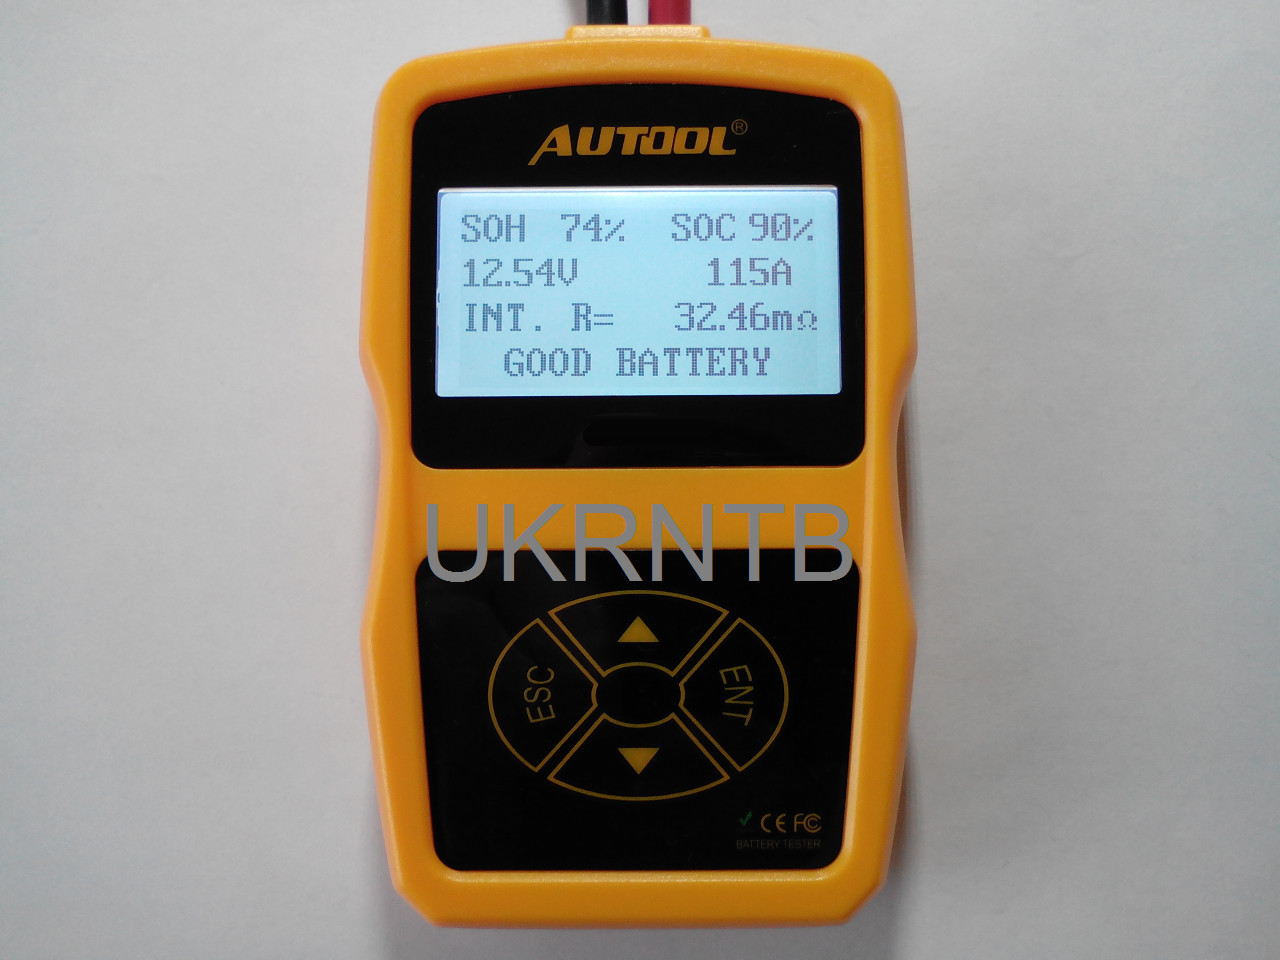 AUTOOL®
SOH 74% SOC 90%
12.54V 115A
INT. R= 32.46mΩ
GOOD BATTERY
UKRNTB
ESC
ENT
CE FC
BATTERY TESTER